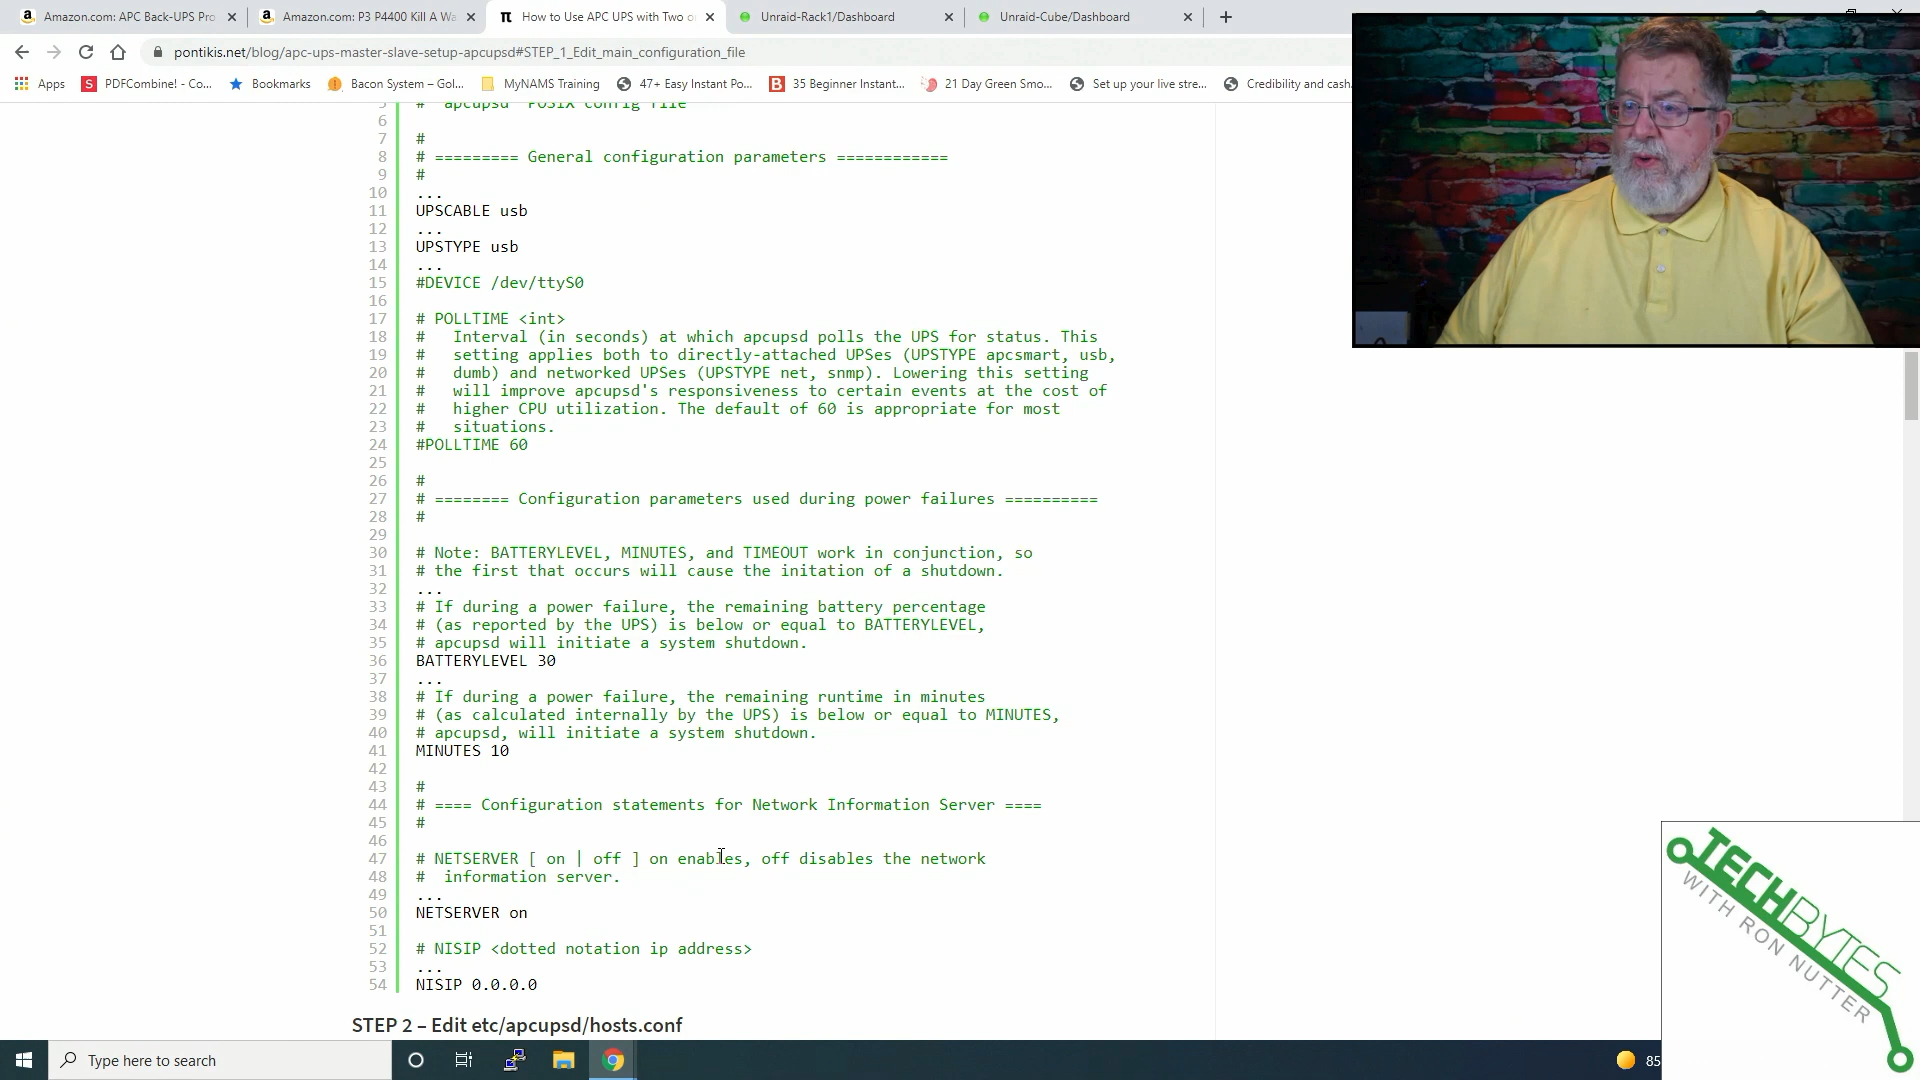 Amazon.com: APC Back-UPS Pro
Amazon.com: P3 P4400 Kill A Wa
How to Use APC UPS with Two o
Unraid-Rack1/Dashboard
Unraid-Cube/Dashboard
pontikis.net/blog/apc-ups-master-slave-setup-apcupsd#STEP_1_Edit_main_configuration_file
Apps
PDFCombine! - Co...
Bookmarks
Bacon System – Gol...
MyNAMS Training
47+ Easy Instant Po...
35 Beginner Instant...
21 Day Green Smo...
Set up your live stre...
Credibility and cash
5 # "apcupsd" POSIX config file
6
7 #
8 # ========= General configuration parameters ============
9 #
10 ...
11 UPSCABLE usb
12 ...
13 UPSTYPE usb
14 ...
15 #DEVICE /dev/ttyS0
16
17 # POLLTIME <int>
18 #   Interval (in seconds) at which apcupsd polls the UPS for status. This
19 #   setting applies both to directly-attached UPSes (UPSTYPE apcsmart, usb,
20 #   dumb) and networked UPSes (UPSTYPE net, snmp). Lowering this setting
21 #   will improve apcupsd's responsiveness to certain events at the cost of
22 #   higher CPU utilization. The default of 60 is appropriate for most
23 #   situations.
24 #POLLTIME 60
25
26 #
27 # ======== Configuration parameters used during power failures ==========
28 #
29
30 # Note: BATTERYLEVEL, MINUTES, and TIMEOUT work in conjunction, so
31 # the first that occurs will cause the initation of a shutdown.
32 ...
33 # If during a power failure, the remaining battery percentage
34 # (as reported by the UPS) is below or equal to BATTERYLEVEL,
35 # apcupsd will initiate a system shutdown.
36 BATTERYLEVEL 30
37 ...
38 # If during a power failure, the remaining runtime in minutes
39 # (as calculated internally by the UPS) is below or equal to MINUTES,
40 # apcupsd, will initiate a system shutdown.
41 MINUTES 10
42
43 #
44 # ==== Configuration statements for Network Information Server ====
45 #
46
47 # NETSERVER [ on | off ] on enables, off disables the network
48 #  information server.
49 ...
50 NETSERVER on
51
52 # NISIP <dotted notation ip address>
53 ...
54 NISIP 0.0.0.0
STEP 2 – Edit etc/apcupsd/hosts.conf
TECHBYTES
WITH RON NUTTER
Type here to search
85